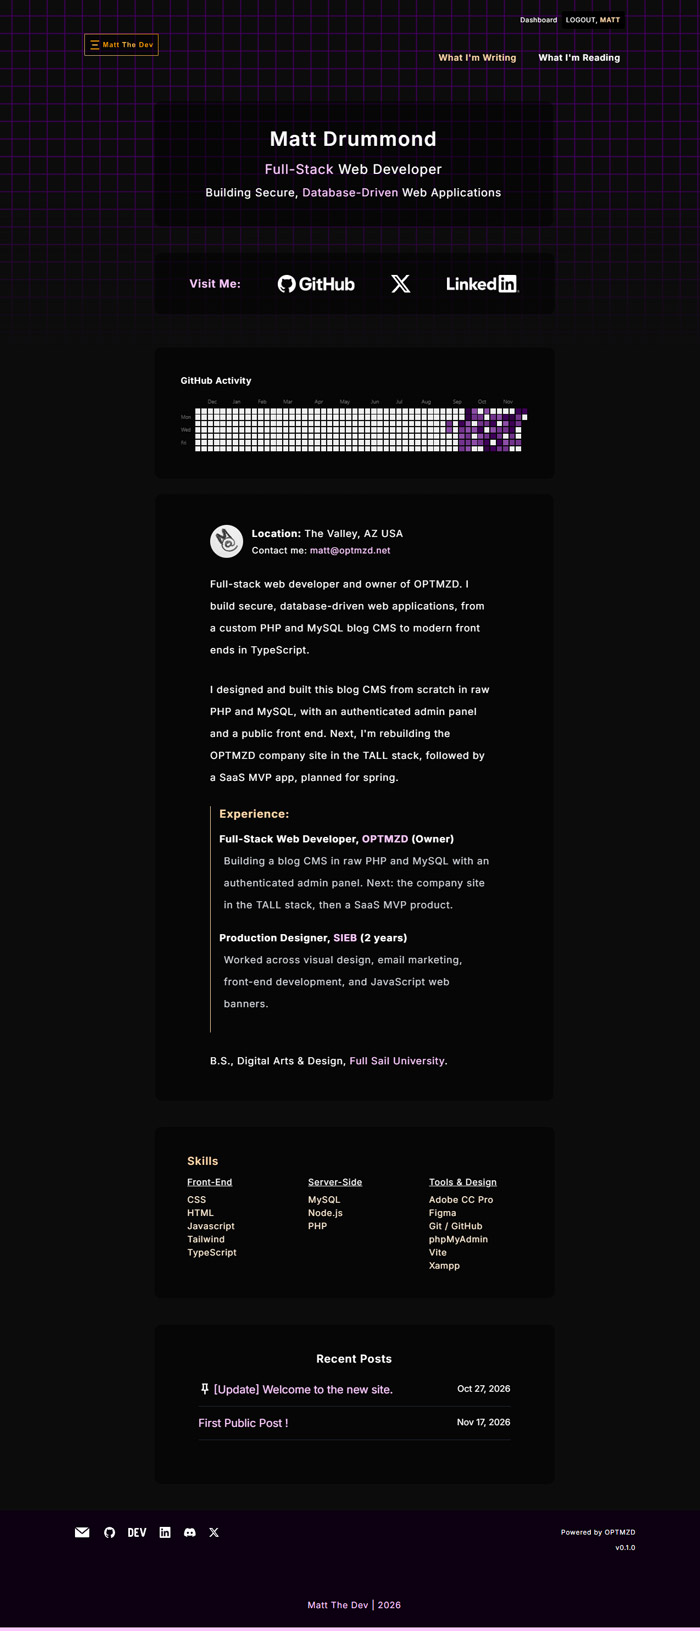 Dashboard LOGOUT, MATT
Matt The Dev
What I'm Writing What I'm Reading
Matt Drummond
Full-Stack Web Developer
Building Secure, Database-Driven Web Applications
Visit Me: GitHub X LinkedIn
GitHub Activity
Dec Jan Feb Mar Apr May Jun Jul Aug Sep Oct Nov
Mon
Wed
Fri
Location: The Valley, AZ USA
Contact me: matt@optmzd.net
Full-stack web developer and owner of OPTMZD. I
build secure, database-driven web applications, from
a custom PHP and MySQL blog CMS to modern front
ends in TypeScript.
I designed and built this blog CMS from scratch in raw
PHP and MySQL, with an authenticated admin panel
and a public front end. Next, I'm rebuilding the
OPTMZD company site in the TALL stack, followed by
a SaaS MVP app, planned for spring.
Experience:
Full-Stack Web Developer, OPTMZD (Owner)
Building a blog CMS in raw PHP and MySQL with an
authenticated admin panel. Next: the company site
in the TALL stack, then a SaaS MVP product.
Production Designer, SIEB (2 years)
Worked across visual design, email marketing,
front-end development, and JavaScript web
banners.
B.S., Digital Arts & Design, Full Sail University.
Skills
Front-End
CSS
HTML
Javascript
Tailwind
TypeScript
Server-Side
MySQL
Node.js
PHP
Tools & Design
Adobe CC Pro
Figma
Git / GitHub
phpMyAdmin
Vite
Xampp
Recent Posts
[Update] Welcome to the new site. Oct 27, 2026
First Public Post ! Nov 17, 2026
DEV in X
Powered by OPTMZD
v0.1.0
Matt The Dev | 2026